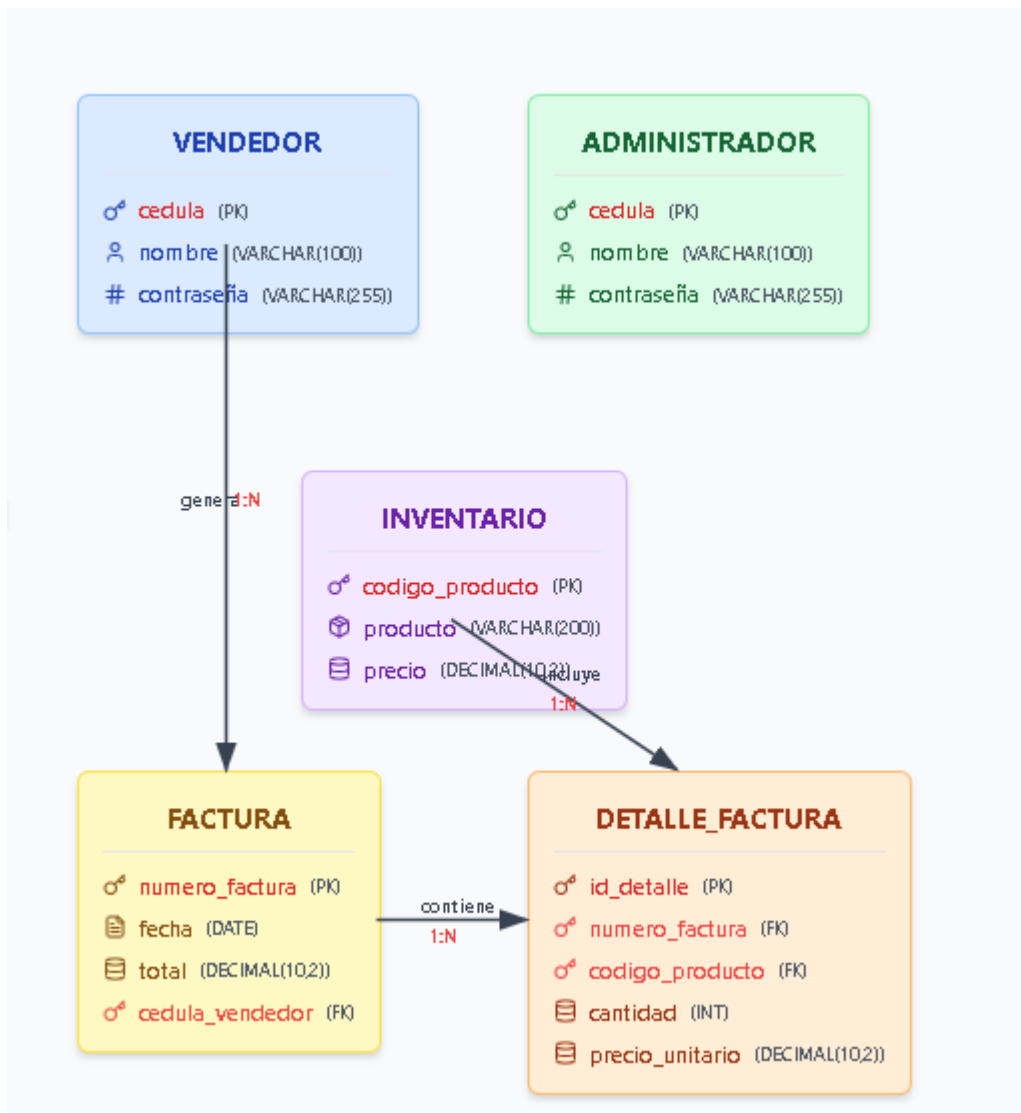 VENDEDOR
cedula (PK)
nombre (VARCHAR(100))
contraseña (VARCHAR(255))
ADMINISTRADOR
cedula (PK)
nombre (VARCHAR(100))
contraseña (VARCHAR(255))
genera 1:N
INVENTARIO
codigo_producto (PK)
producto (VARCHAR(200))
precio (DECIMAL(10,2))
incluye
1:N
FACTURA
numero_factura (PK)
fecha (DATE)
total (DECIMAL(10,2))
cedula_vendedor (FK)
contiene
1:N
DETALLE_FACTURA
id_detalle (PK)
numero_factura (FK)
codigo_producto (FK)
cantidad (INT)
precio_unitario (DECIMAL(10,2))